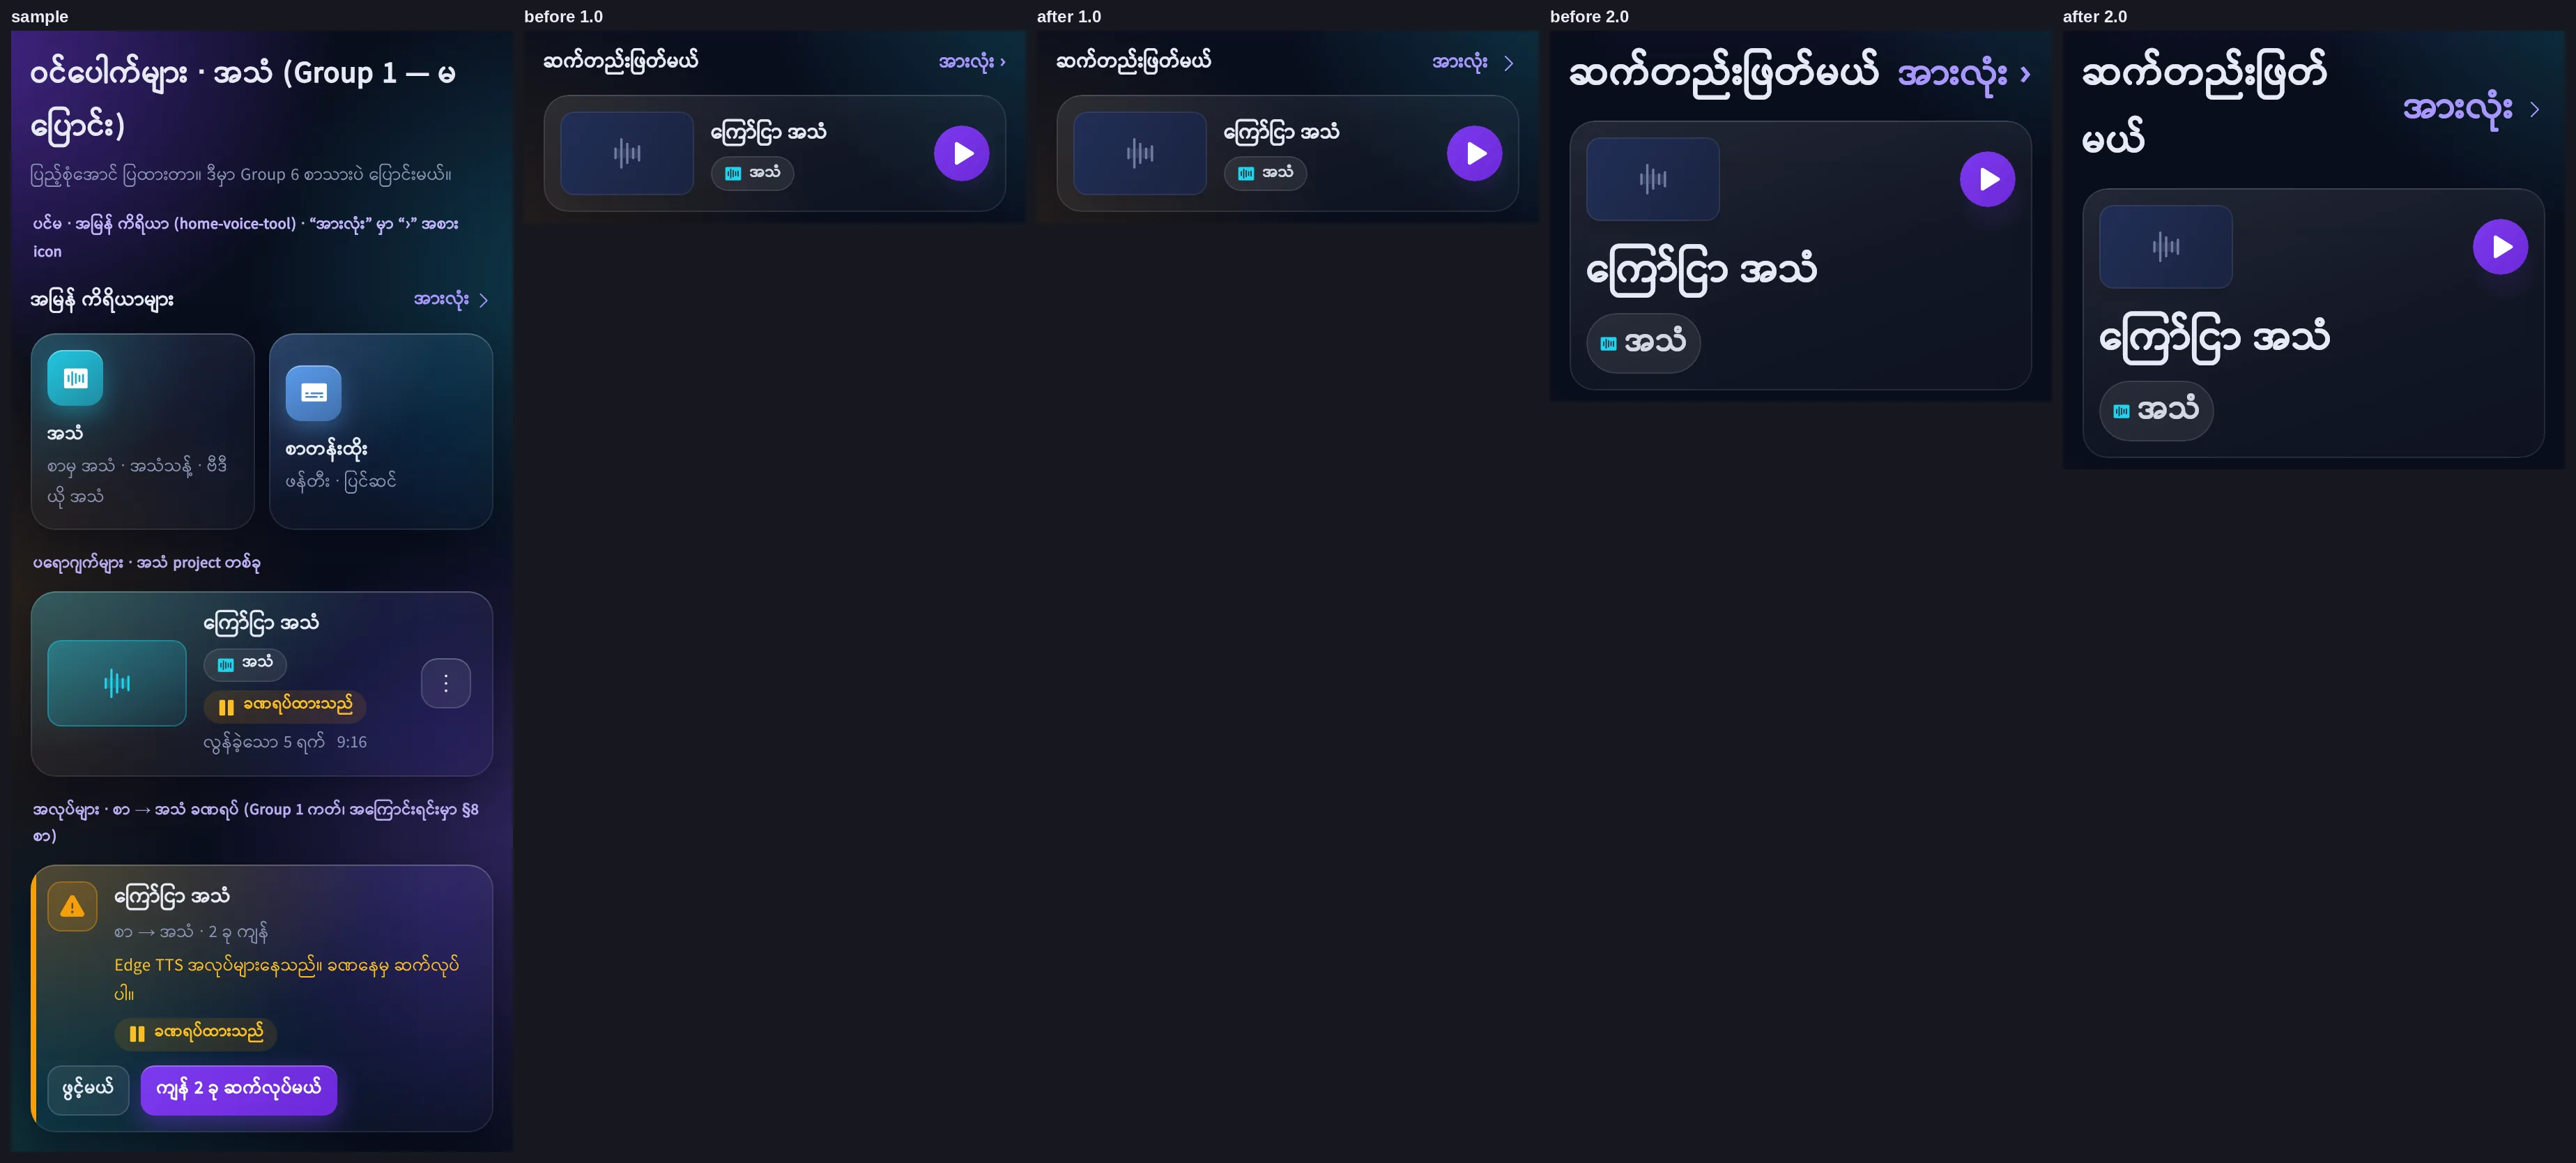 sample
ဝင်ပေါက်များ · အသံ (Group 1 — မ
ပြောင်း)
ပြည့်စုံအောင် ပြထားတာ။ ဒီမှာ Group 6 စာသားပဲ ပြောင်းမယ်။
ပင်မ · အမြန် ကိရိယာ (home-voice-tool) · “အားလုံး” မှာ “›” အစား
icon
အမြန် ကိရိယာများ
အားလုံး
အသံ
စာမှ အသံ · အသံသန့် · ဗီဒီ
ယို အသံ
စာတန်းထိုး
ဖန်တီး · ပြင်ဆင်
ပရောဂျက်များ · အသံ project တစ်ခု
ကြော်ငြာ အသံ
အသံ
ခဏရပ်ထားသည်
လွန်ခဲ့သော 5 ရက် 9:16
အလုပ်များ · စာ → အသံ ခဏရပ် (Group 1 ကတ်၊ အကြောင်းရင်းမှာ §8
စာ)
ကြော်ငြာ အသံ
စာ → အသံ · 2 ခု ကျန်
Edge TTS အလုပ်များနေသည်။ ခဏနေမှ ဆက်လုပ်
ပါ။
ခဏရပ်ထားသည်
ဖွင့်မယ်
ကျန် 2 ခု ဆက်လုပ်မယ်
before 1.0
ဆက်တည်းဖြတ်မယ်
အားလုံး ›
ကြော်ငြာ အသံ
အသံ
after 1.0
ဆက်တည်းဖြတ်မယ်
အားလုံး
ကြော်ငြာ အသံ
အသံ
before 2.0
ဆက်တည်းဖြတ်မယ်
အားလုံး ›
ကြော်ငြာ အသံ
အသံ
after 2.0
ဆက်တည်းဖြတ်
မယ်
အားလုံး
ကြော်ငြာ အသံ
အသံ